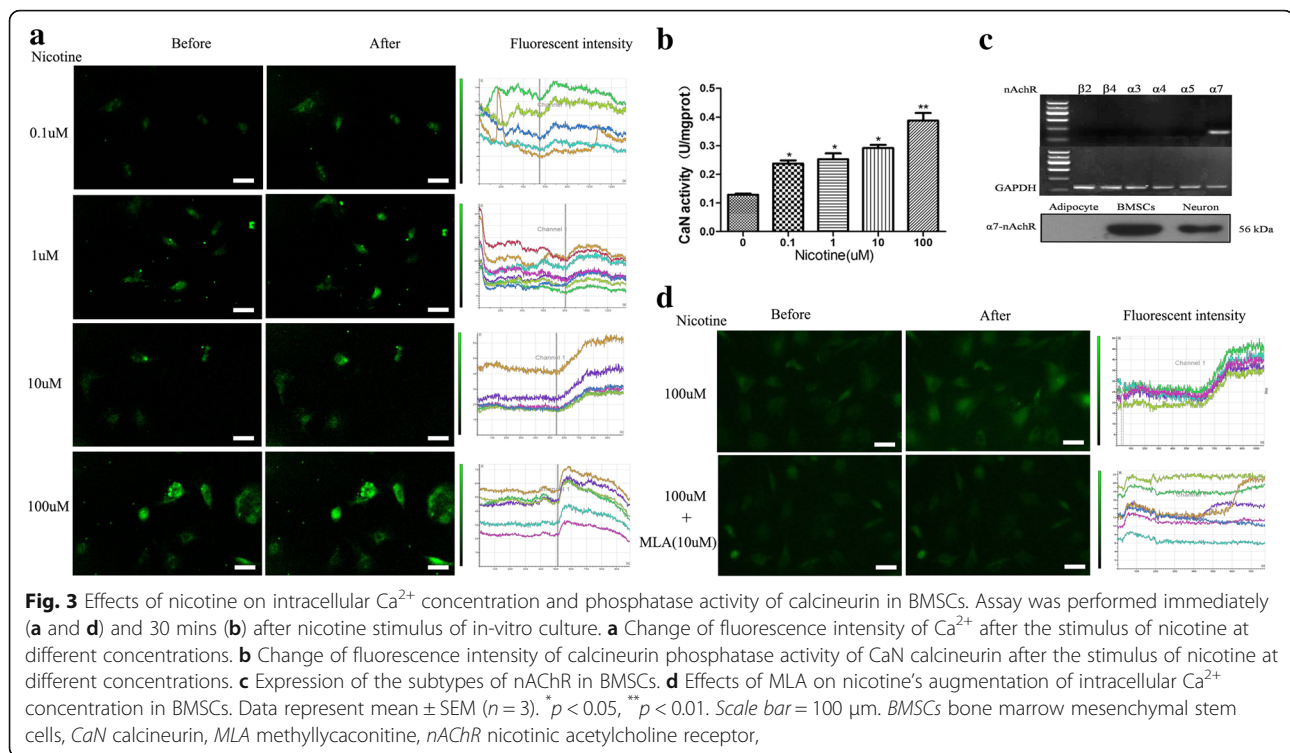 a
Nicotine
Before
After
Fluorescent intensity
0.1uM
1uM
Channel 1
10uM
Channel 1
100uM
b
CaN activity (U/mgprot)
0.5
0.4
0.3
0.2
0.1
0.0
*
*
*
**
0
0.1
1
10
100
Nicotine(uM)
c
nAchR β2 β4 α3 α4 α5 α7
GAPDH
Adipocyte BMSCs Neuron
α7-nAchR
56 kDa
d
Nicotine
Before
After
Fluorescent intensity
100uM
Channel 1
100uM
+
MLA(10uM)
Fig. 3 Effects of nicotine on intracellular Ca2+ concentration and phosphatase activity of calcineurin in BMSCs. Assay was performed immediately
(a and d) and 30 mins (b) after nicotine stimulus of in-vitro culture. a Change of fluorescence intensity of Ca2+ after the stimulus of nicotine at
different concentrations. b Change of fluorescence intensity of calcineurin phosphatase activity of CaN calcineurin after the stimulus of nicotine at
different concentrations. c Expression of the subtypes of nAChR in BMSCs. d Effects of MLA on nicotine's augmentation of intracellular Ca2+
concentration in BMSCs. Data represent mean ± SEM (n = 3). *p < 0.05, **p < 0.01. Scale bar = 100 μm. BMSCs bone marrow mesenchymal stem
cells, CaN calcineurin, MLA methyllycaconitine, nAChR nicotinic acetylcholine receptor,